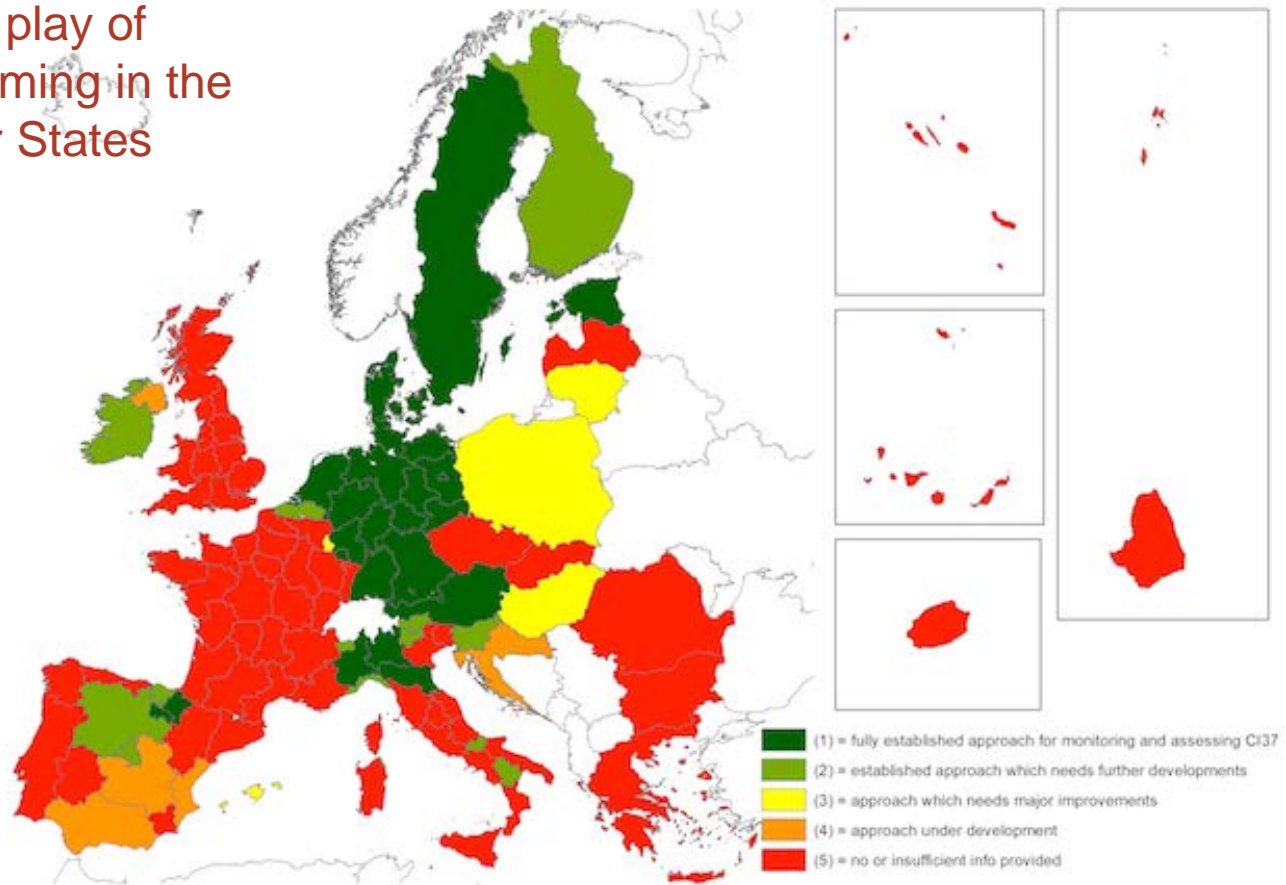 play of
ming in the
r States
(1) = fully established approach for monitoring and assessing CI37
(2) = established approach which needs further developments
(3) = approach which needs major improvements
(4) = approach under development
(5) = no or insufficient info provided